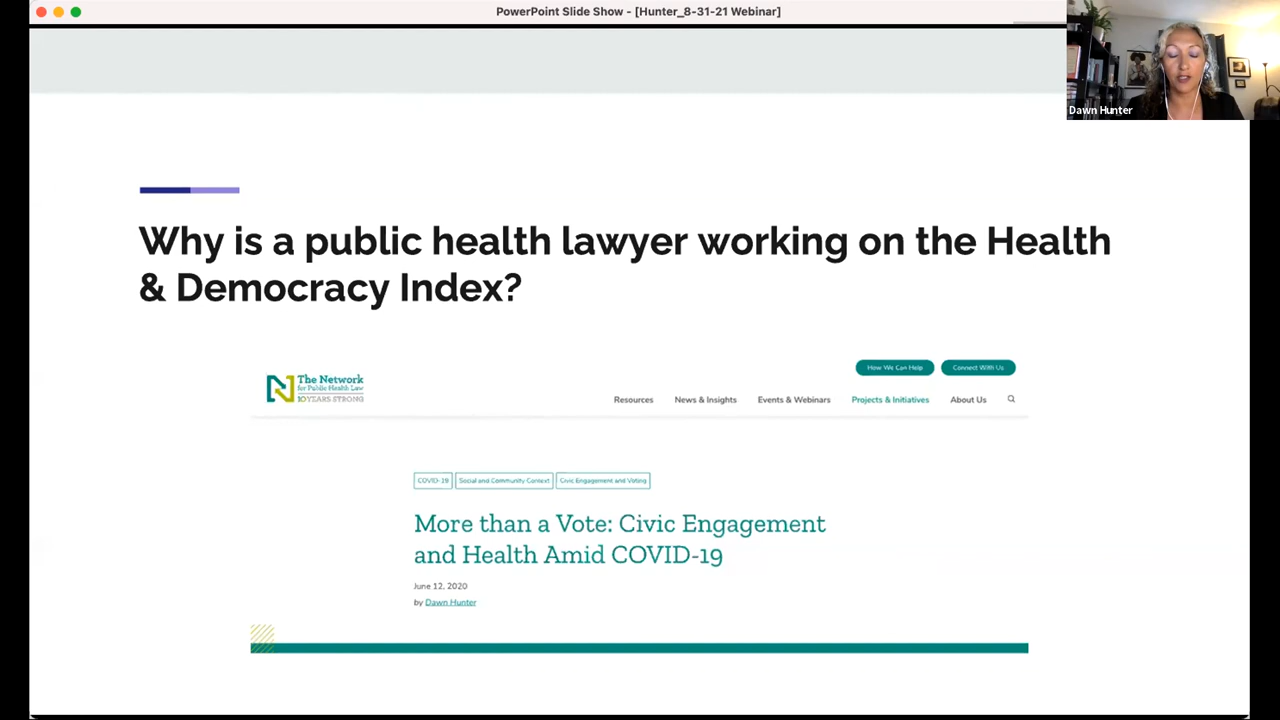 PowerPoint Slide Show - [Hunter_8-31-21 Webinar]
Dawn Hunter
Why is a public health lawyer working on the Health
& Democracy Index?
How We Can Help
Connect With Us
The Network
for Public Health Law
10 YEARS STRONG
Resources
News & Insights
Events & Webinars
Projects & Initiatives
About Us
COVID-19
Social and Community Context
Civic Engagement and Voting
More than a Vote: Civic Engagement
and Health Amid COVID-19
June 12, 2020
by Dawn Hunter